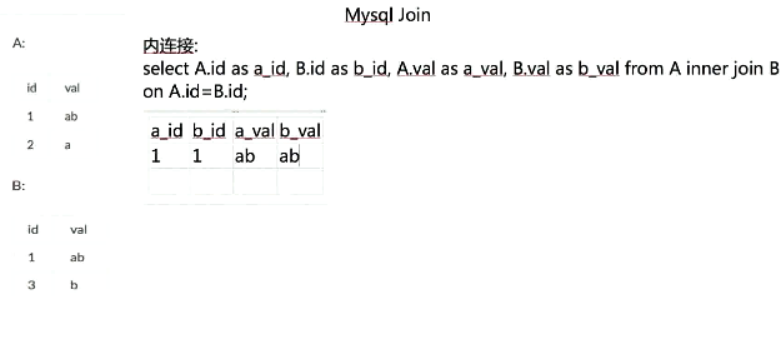 Mysql Join
A:
id val
1 ab
2 a
B:
id val
1 ab
3 b
内连接:
select A.id as a_id, B.id as b_id, A.val as a_val, B.val as b_val from A inner join B
on A.id=B.id;
a_id b_id a_val b_val
1 1 ab ab